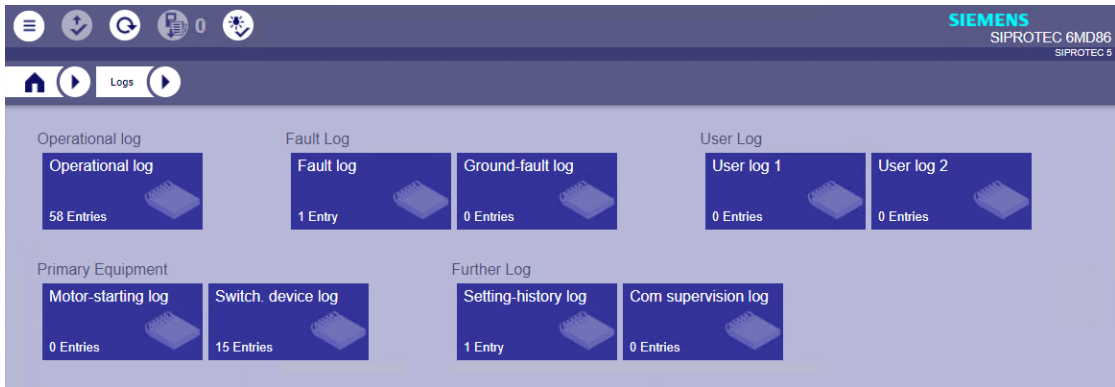 0
SIEMENS
SIPROTEC 6MD86
SIPROTEC 5
Logs
Operational log
Fault Log
User Log
Operational log
Fault log
Ground-fault log
User log 1
User log 2
58 Entries
1 Entry
0 Entries
0 Entries
0 Entries
Primary Equipment
Further Log
Motor-starting log
Switch. device log
Setting-history log
Com supervision log
0 Entries
15 Entries
1 Entry
0 Entries